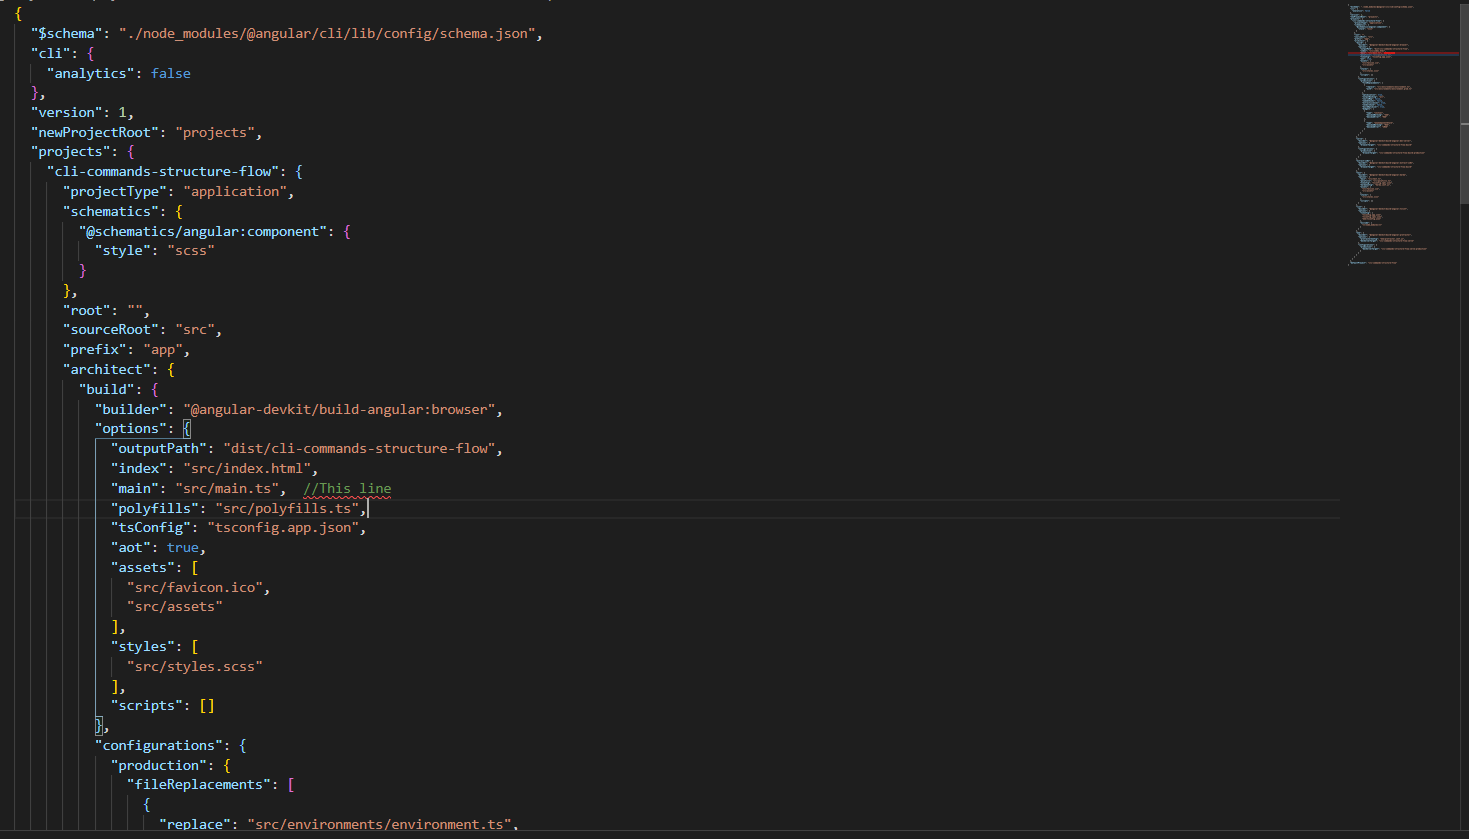 {
"$schema": "./node_modules/@angular/cli/lib/config/schema.json",
"cli": {
"analytics": false
},
"version": 1,
"newProjectRoot": "projects",
"projects": {
"cli-commands-structure-flow": {
"projectType": "application",
"schematics": {
"@schematics/angular:component": {
"style": "scss"
}
},
"root": "",
"sourceRoot": "src",
"prefix": "app",
"architect": {
"build": {
"builder": "@angular-devkit/build-angular:browser",
"options": {
"outputPath": "dist/cli-commands-structure-flow",
"index": "src/index.html",
"main": "src/main.ts",  //This line
"polyfills": "src/polyfills.ts",
"tsConfig": "tsconfig.app.json",
"aot": true,
"assets": [
"src/favicon.ico",
"src/assets"
],
"styles": [
"src/styles.scss"
],
"scripts": []
},
"configurations": {
"production": {
"fileReplacements": [
{
"replace": "src/environments/environment.ts",